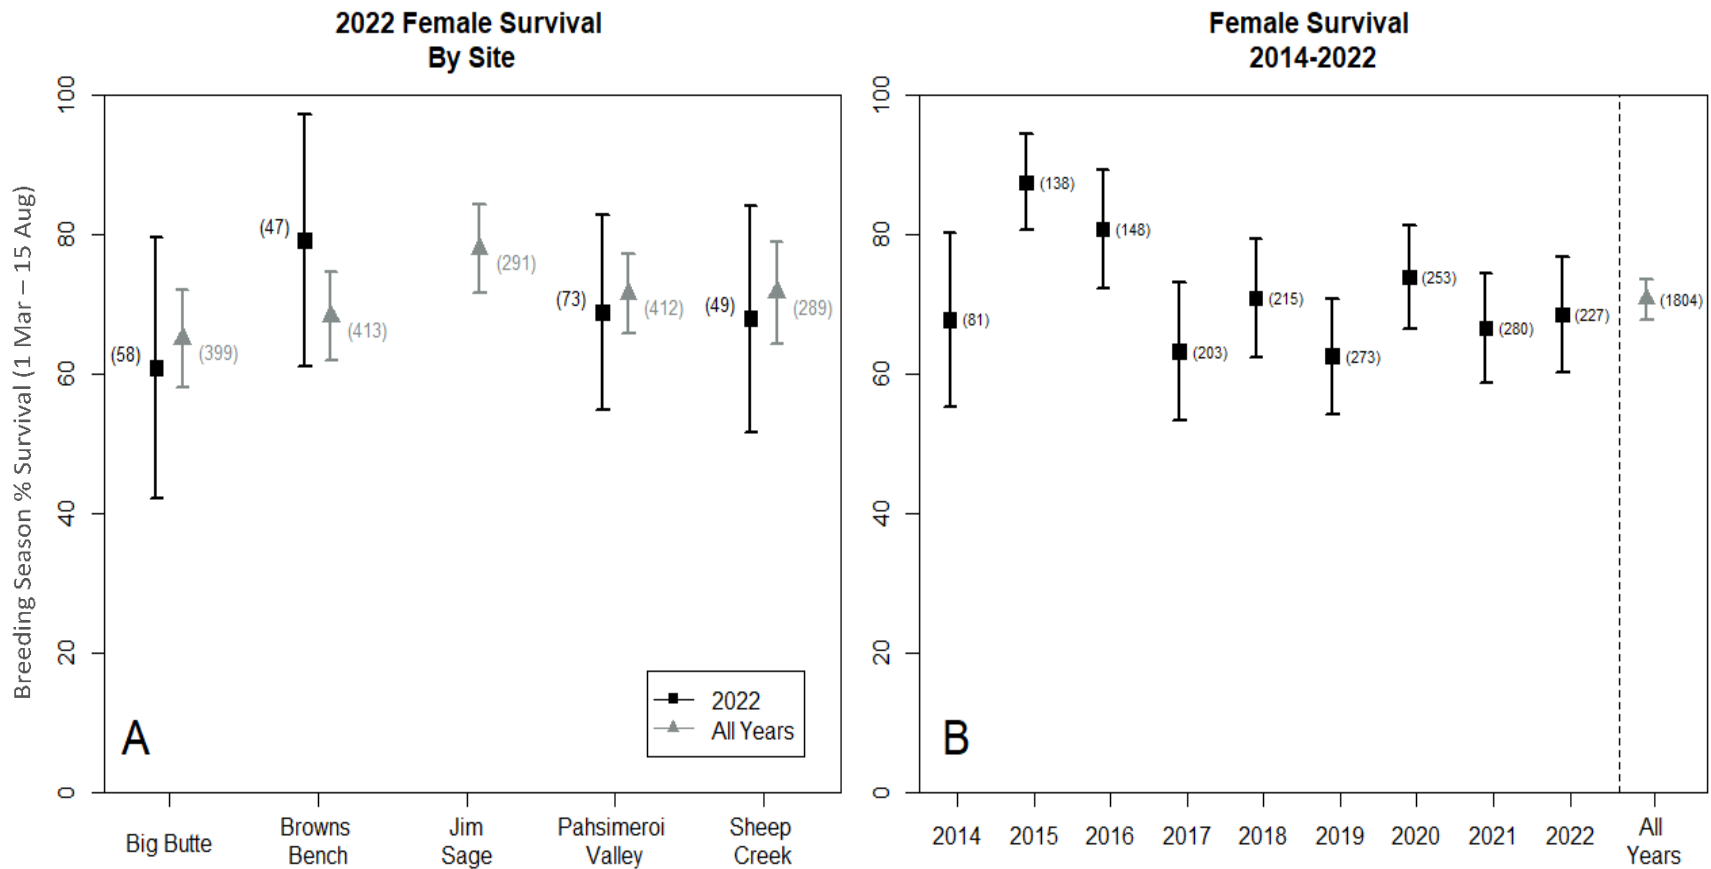 2022 Female Survival
By Site
Breeding Season % Survival (1 Mar – 15 Aug)
100
80
60
40
20
0
(58)
(399)
(47)
(413)
(291)
(73)
(412)
(49)
(289)
A
2022
All Years
Big Butte
Browns
Bench
Jim
Sage
Pahsimeroi
Valley
Sheep
Creek
Female Survival
2014-2022
100
80
60
40
20
0
(81)
(138)
(148)
(203)
(215)
(273)
(253)
(280)
(227)
(1804)
B
2014
2015
2016
2017
2018
2019
2020
2021
2022
All
Years